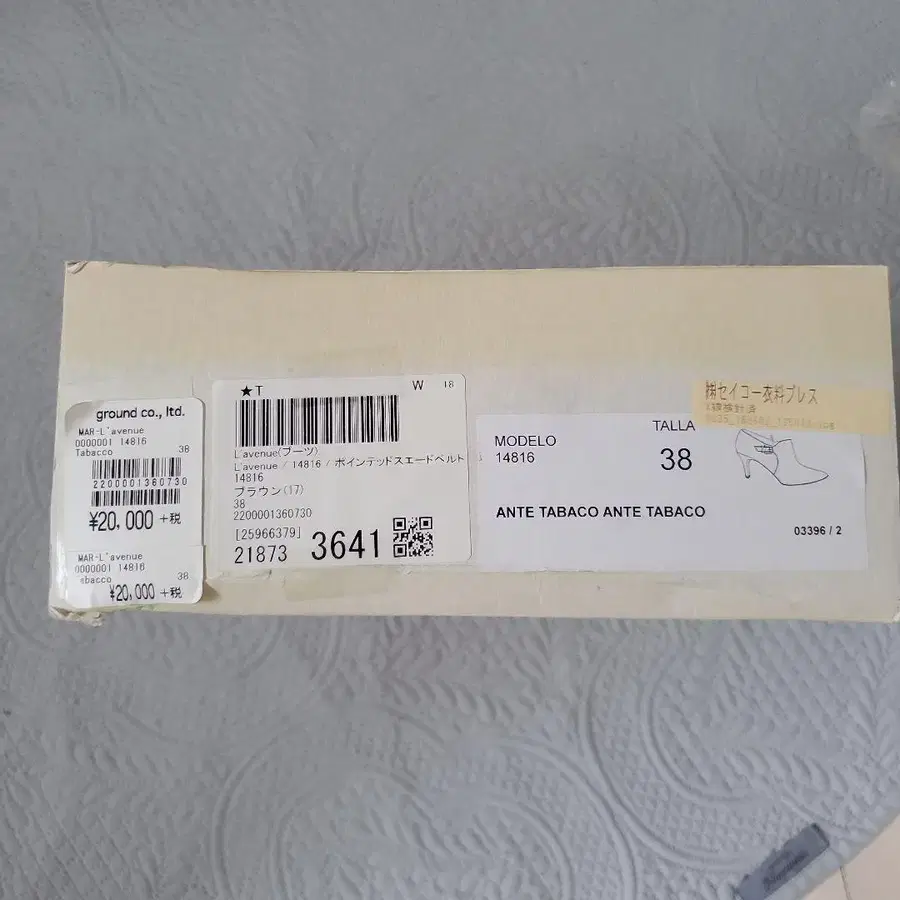 ground co., ltd.
MAR-L'avenue
0000001 14816
Tabacco 38
2200001360730
¥20,000 +税
MAR-L'avenue
0000001 14816
abacco 38
¥20,000 +税
★T W 18
L'avenue(ブーツ)
L'avenue / 14816 / ポインテッドスエードベルト
14816
ブラウン(17)
38
2200001360730
[25966379]
21873 3641
MODELO TALLA
14816 38
ANTE TABACO ANTE TABACO
03396 / 2
㈱セイコー衣料プレス